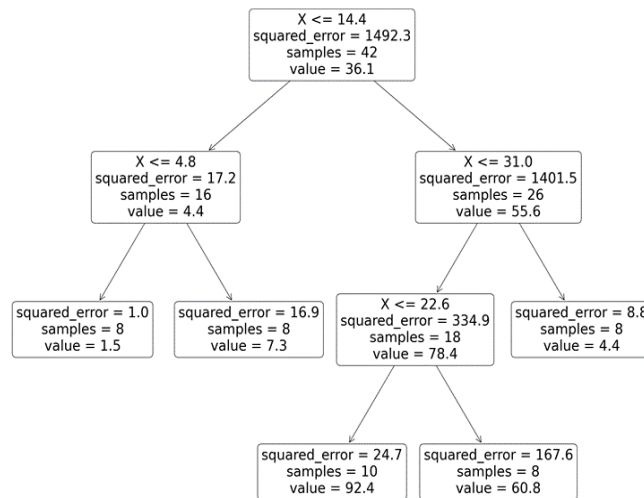 X <= 14.4
squared_error = 1492.3
samples = 42
value = 36.1
X <= 4.8
squared_error = 17.2
samples = 16
value = 4.4
X <= 31.0
squared_error = 1401.5
samples = 26
value = 55.6
squared_error = 1.0
samples = 8
value = 1.5
squared_error = 16.9
samples = 8
value = 7.3
X <= 22.6
squared_error = 334.9
samples = 18
value = 78.4
squared_error = 8.8
samples = 8
value = 4.4
squared_error = 24.7
samples = 10
value = 92.4
squared_error = 167.6
samples = 8
value = 60.8